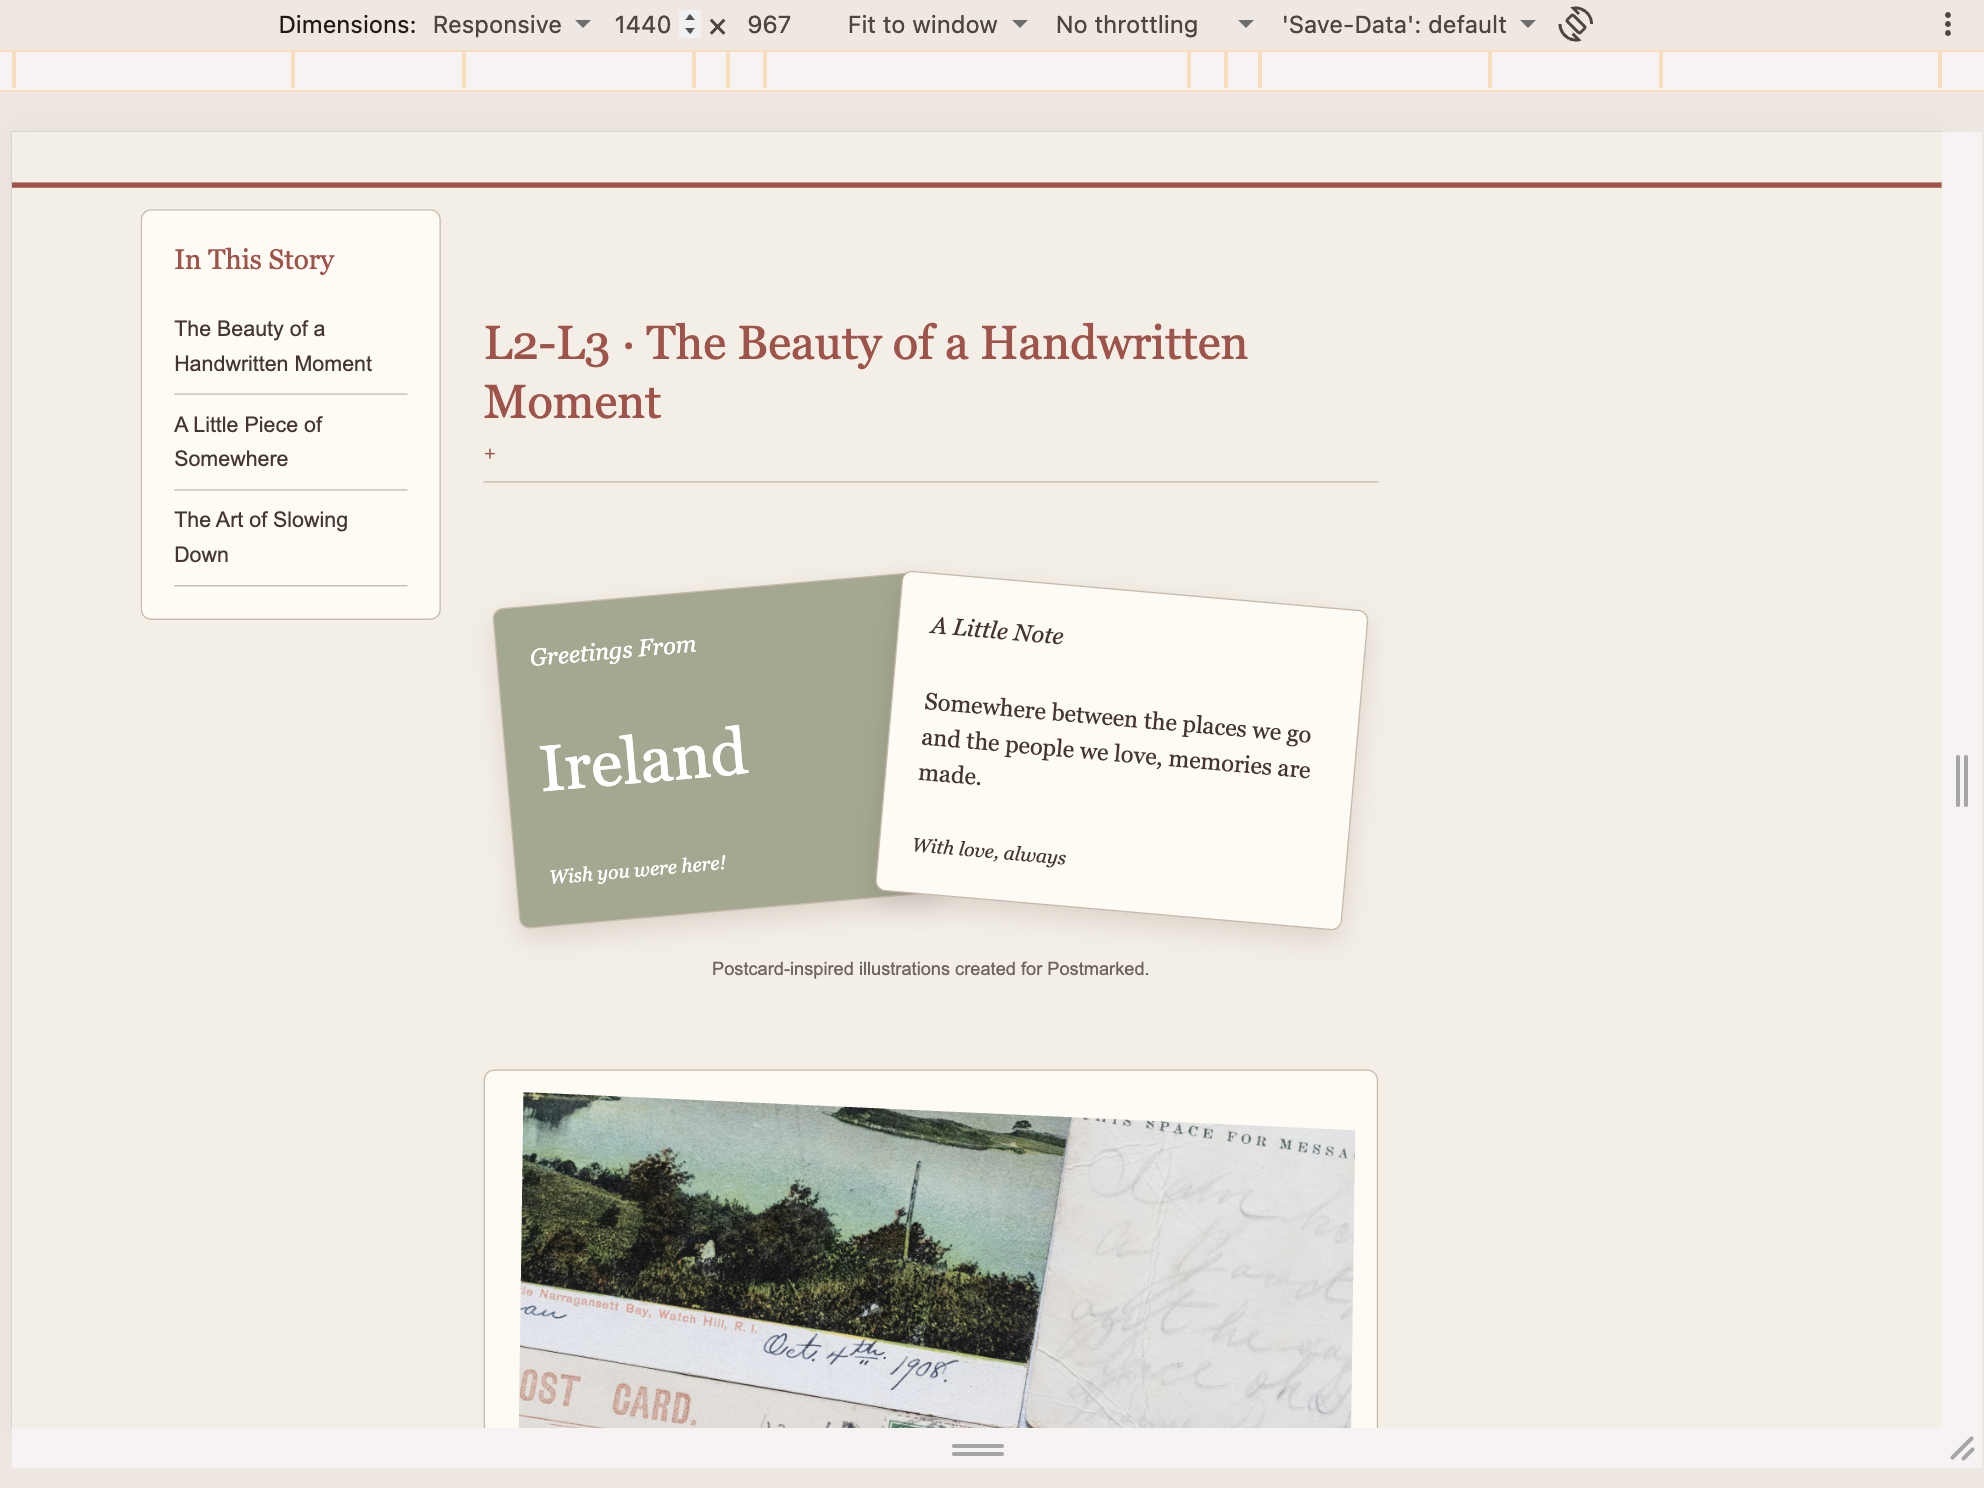 Dimensions: Responsive 1440 × 967 Fit to window No throttling 'Save-Data': default
In This Story
The Beauty of a
Handwritten Moment
A Little Piece of
Somewhere
The Art of Slowing
Down
L2-L3 · The Beauty of a Handwritten
Moment
+
Greetings From
Ireland
Wish you were here!
A Little Note
Somewhere between the places we go
and the people we love, memories are
made.
With love, always
Postcard-inspired illustrations created for Postmarked.
SPACE FOR
Narragansett Bay, Watch Hill, R. I.
Oct. 4th. 1908.
CARD.